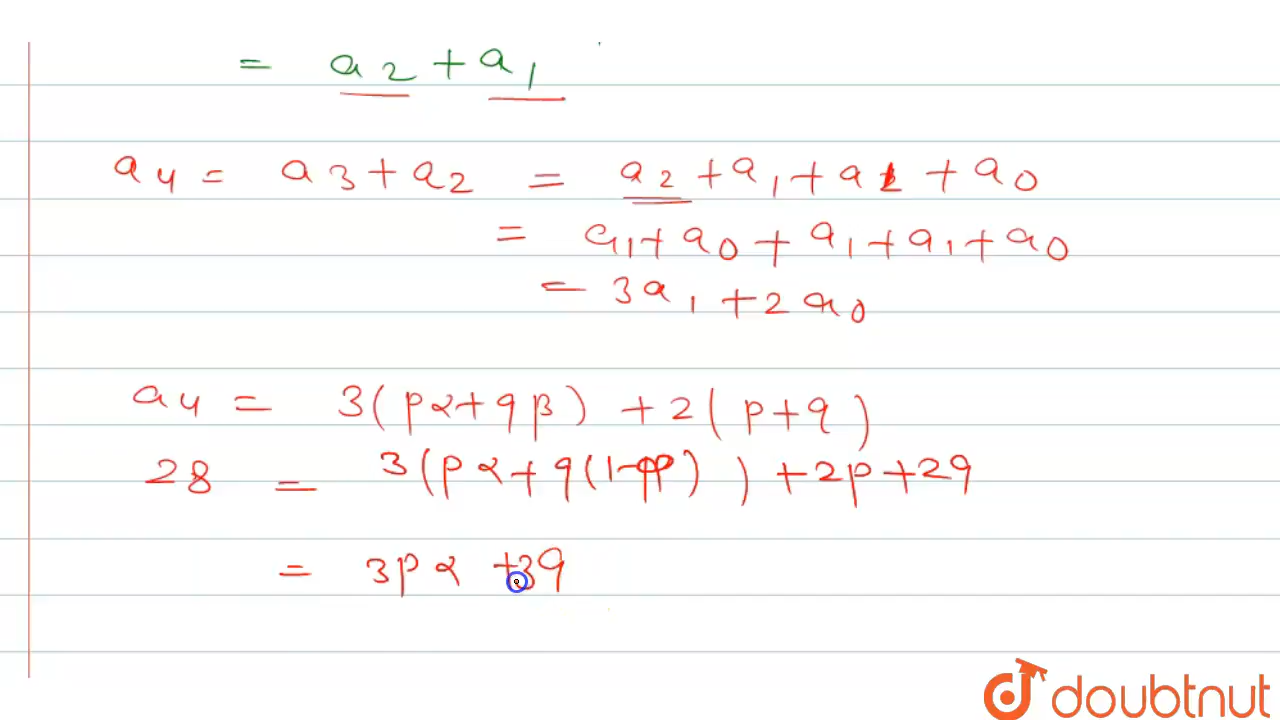 = a2 + a1
a4 = a3 + a2 = a2 + a1 + a1 + a0
= a1 + a0 + a1 + a1 + a0
= 3a1 + 2a0
a4 = 3(pα + qβ) + 2(p + q)
28 = 3(pα + q(1-α)) + 2p + 2q
= 3pα + 3q
doubtnut